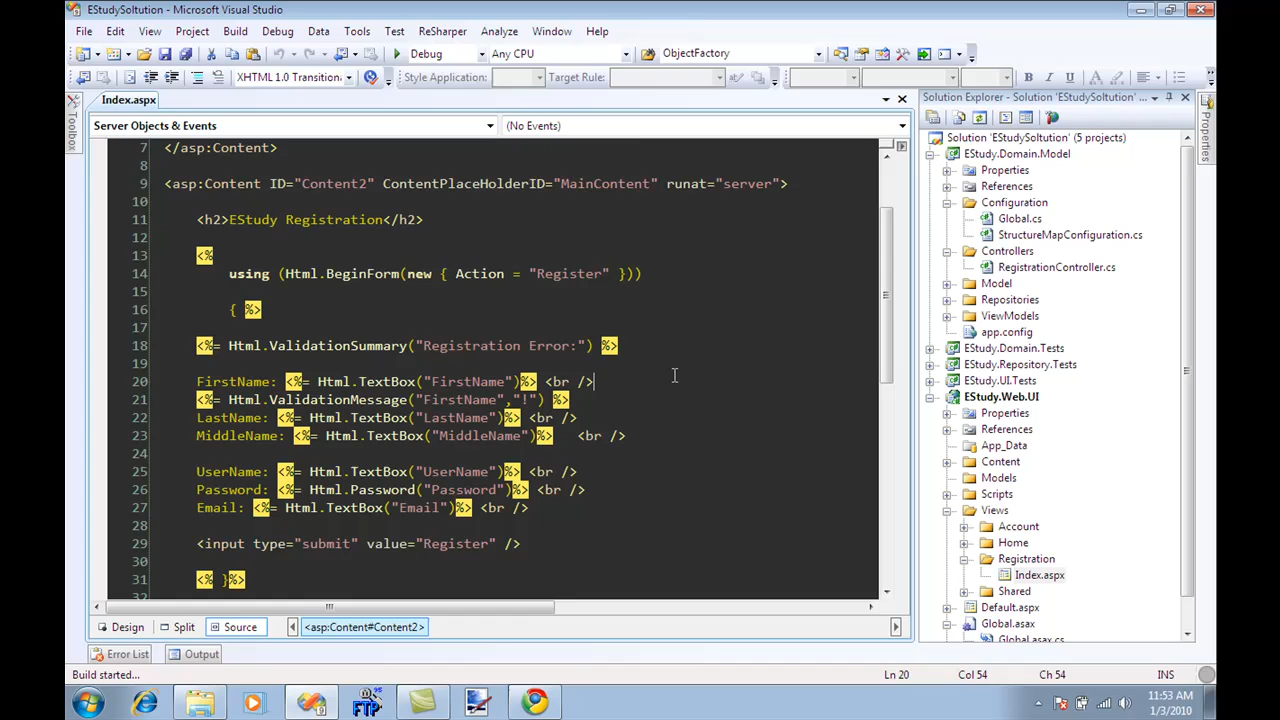 EStudySoltution - Microsoft Visual Studio
File Edit View Project Build Debug Data Tools Test ReSharper Analyze Window Help
Debug Any CPU ObjectFactory
XHTML 1.0 Transition Style Application: Target Rule: B I U A
Toolbox
Index.aspx
Server Objects & Events (No Events)
7 </asp:Content>
8
9 <asp:Content ID="Content2" ContentPlaceHolderID="MainContent" runat="server">
10
11 <h2>EStudy Registration</h2>
12
13 <%
14 using (Html.BeginForm(new { Action = "Register" }))
15
16 { %>
17
18 <%= Html.ValidationSummary("Registration Error:") %>
19
20 FirstName: <%= Html.TextBox("FirstName")%> <br />
21 <%= Html.ValidationMessage("FirstName","!") %>
22 LastName: <%= Html.TextBox("LastName")%> <br />
23 MiddleName: <%= Html.TextBox("MiddleName")%> <br />
24
25 UserName: <%= Html.TextBox("UserName")%> <br />
26 Password: <%= Html.Password("Password")%> <br />
27 Email: <%= Html.TextBox("Email")%> <br />
28
29 <input type="submit" value="Register" />
30
31 <% }%>
32
Design Split Source <asp:Content#Content2>
Error List Output
Solution Explorer - Solution 'EStudySoltution' ...
Solution 'EStudySoltution' (5 projects)
EStudy.Domain.Model
Properties
References
Configuration
Global.cs
StructureMapConfiguration.cs
Controllers
RegistrationController.cs
Model
Repositories
ViewModels
app.config
EStudy.Domain.Tests
EStudy.Repository.Tests
EStudy.UI.Tests
EStudy.Web.UI
Properties
References
App_Data
Content
Models
Scripts
Views
Account
Home
Registration
Index.aspx
Shared
Default.aspx
Global.asax
Global.asax.cs
Properties
Build started... Ln 20 Col 54 Ch 54 INS
FTP
11:53 AM
1/3/2010